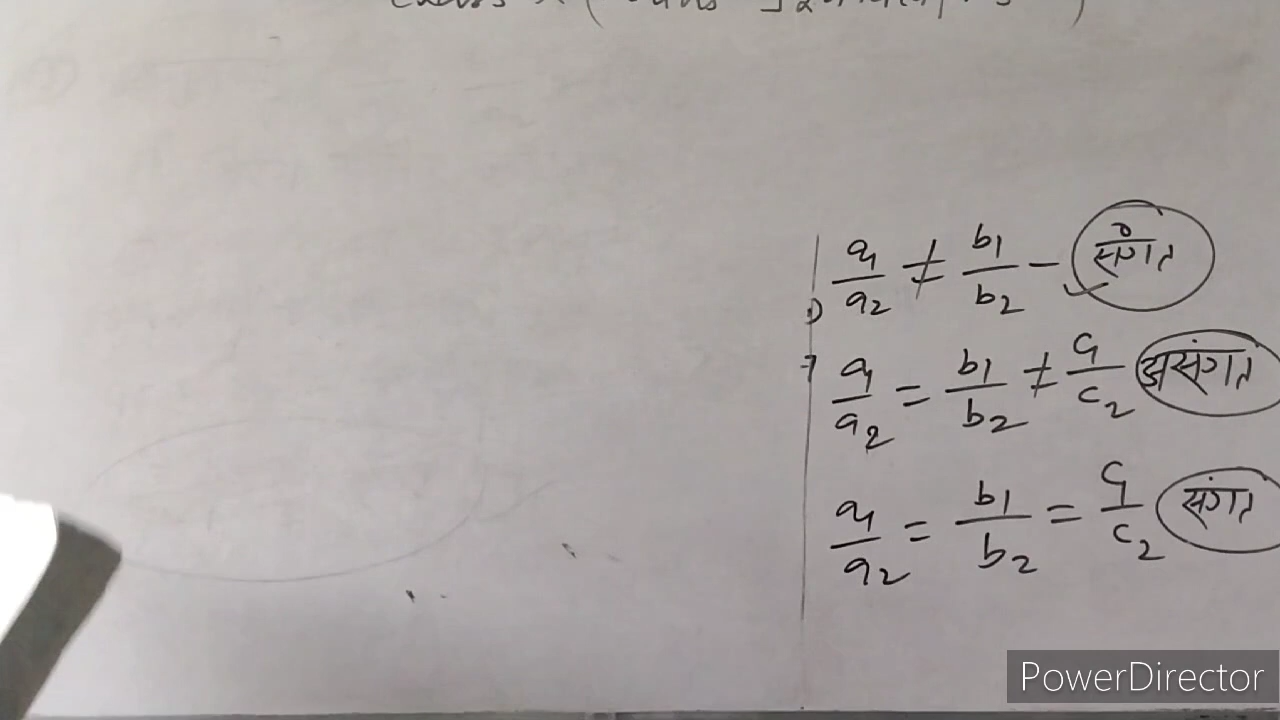 a₁/a₂ ≠ b₁/b₂ - संगत
a₁/a₂ = b₁/b₂ ≠ c₁/c₂ असंगत
a₁/a₂ = b₁/b₂ = c₁/c₂ संगत
PowerDirector